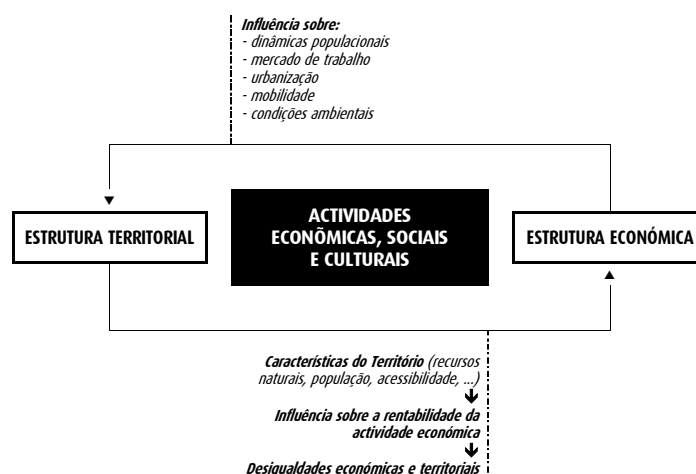 Influência sobre:
- dinâmicas populacionais
- mercado de trabalho
- urbanização
- mobilidade
- condições ambientais
ESTRUTURA TERRITORIAL
ACTIVIDADES
ECONÕMICAS, SOCIAIS
E CULTURAIS
ESTRUTURA ECONÓMICA
Características do Território (recursos
naturais, população, acessibilidade, ...)
Influência sobre a rentabilidade da
actividade económica
Desigualdades económicas e territoriais